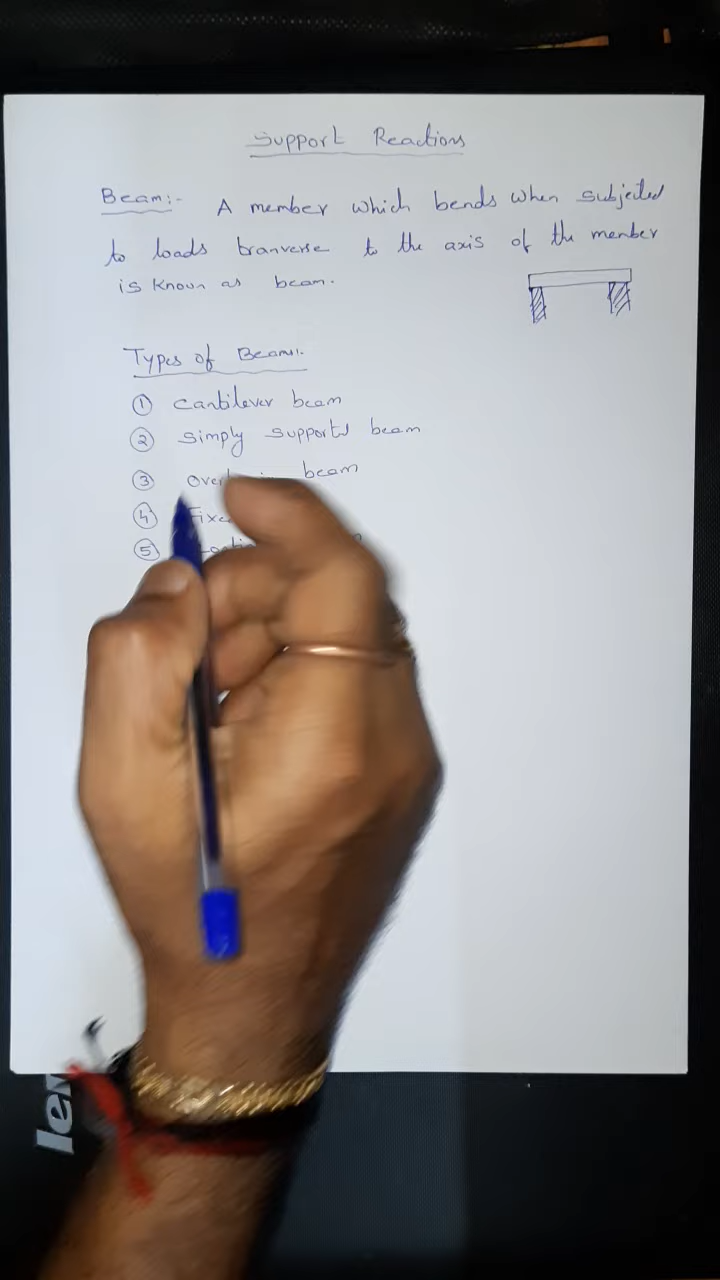 Support Reactions
Beam:- A member which bends when subjected
to loads tranverse to the axis of the member
is known as beam.
Types of Beams:-
① Cantilever beam
② simply supported beam
③ beam
④
⑤
len